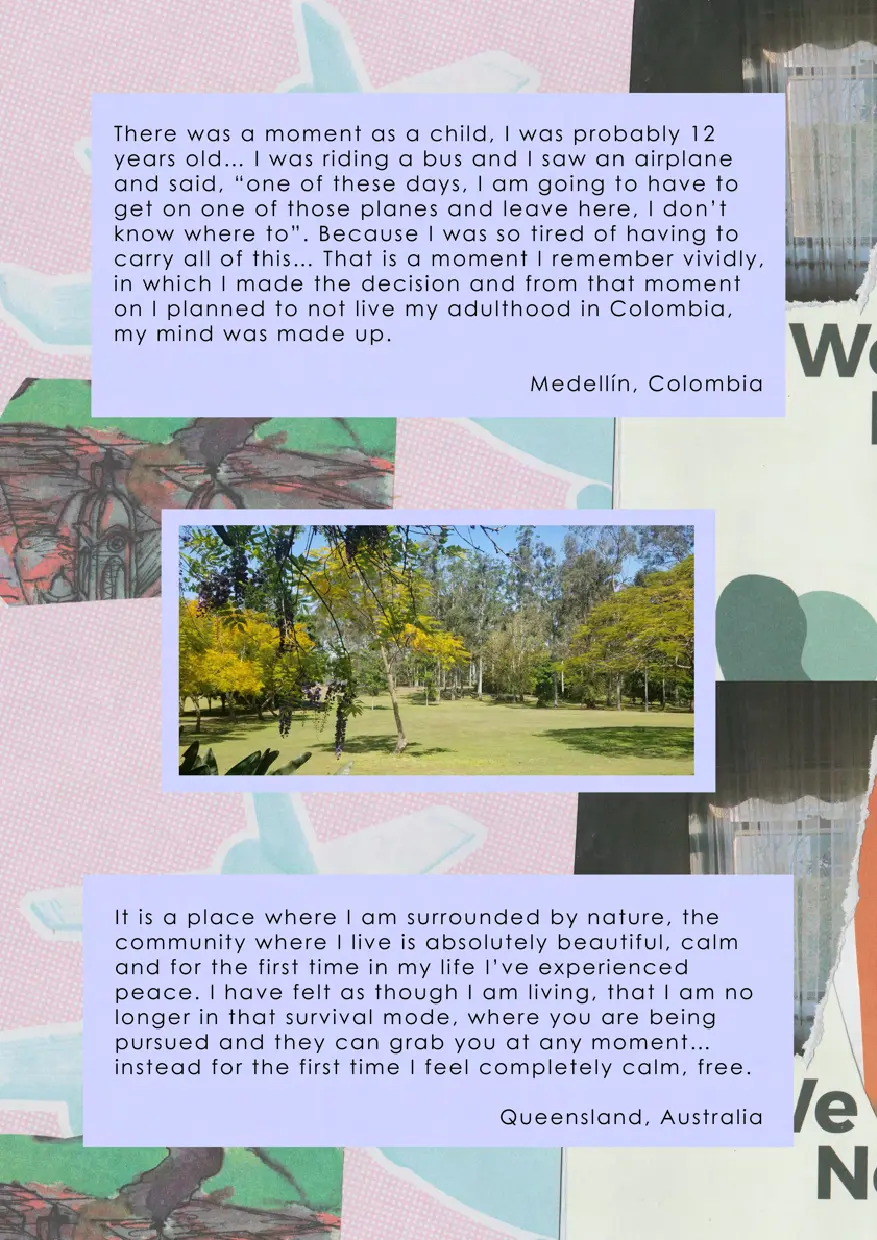 There was a moment as a child, I was probably 12
years old... I was riding a bus and I saw an airplane
and said, “one of these days, I am going to have to
get on one of those planes and leave here, I don’t
know where to”. Because I was so tired of having to
carry all of this... That is a moment I remember vividly,
in which I made the decision and from that moment
on I planned to not live my adulthood in Colombia,
my mind was made up.
Medellín, Colombia
It is a place where I am surrounded by nature, the
community where I live is absolutely beautiful, calm
and for the first time in my life I’ve experienced
peace. I have felt as though I am living, that I am no
longer in that survival mode, where you are being
pursued and they can grab you at any moment...
instead for the first time I feel completely calm, free.
Queensland, Australia